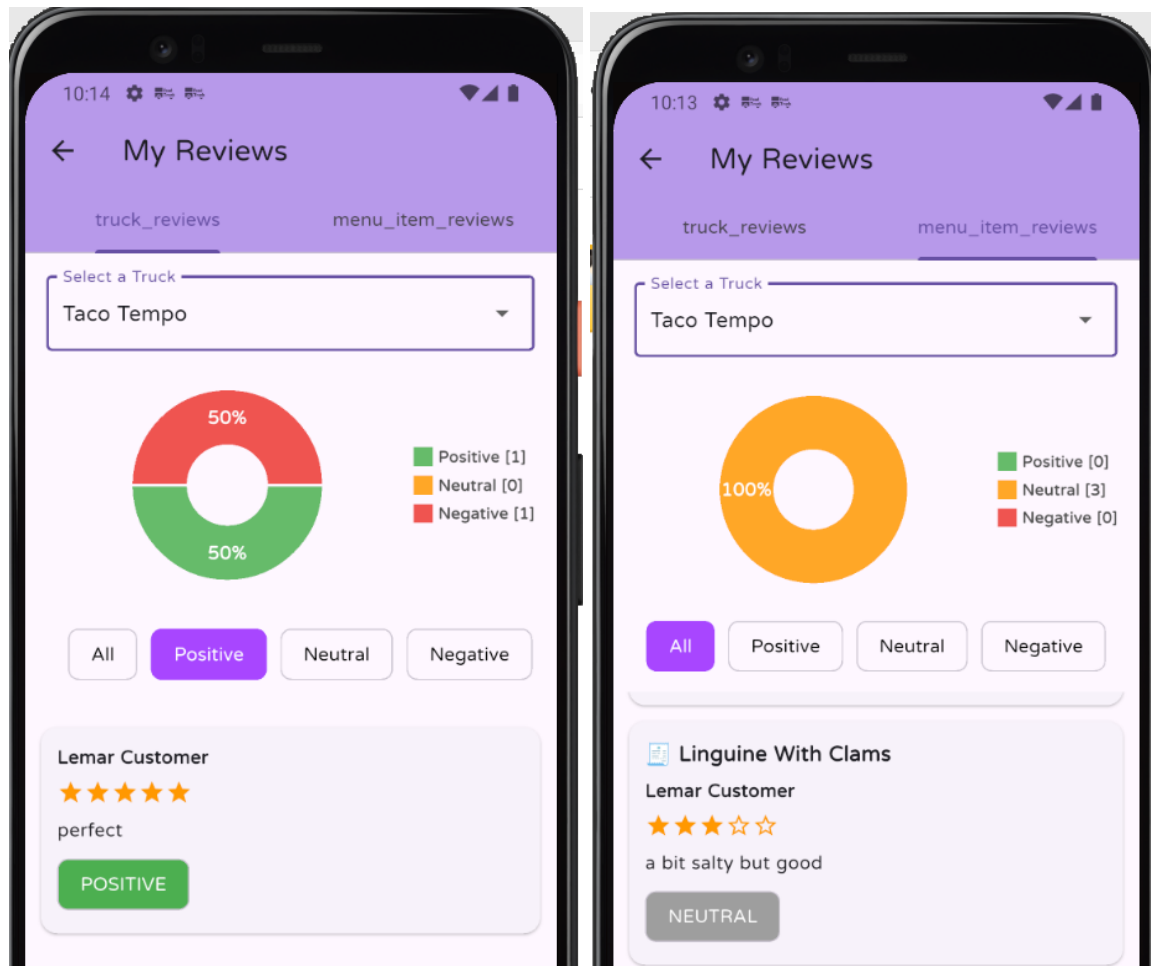 10:14
My Reviews
truck_reviews menu_item_reviews
Select a Truck
Taco Tempo
50%
50%
Positive [1]
Neutral [0]
Negative [1]
All Positive Neutral Negative
Lemar Customer
perfect
POSITIVE
10:13
My Reviews
truck_reviews menu_item_reviews
Select a Truck
Taco Tempo
100%
Positive [0]
Neutral [3]
Negative [0]
All Positive Neutral Negative
Linguine With Clams
Lemar Customer
a bit salty but good
NEUTRAL